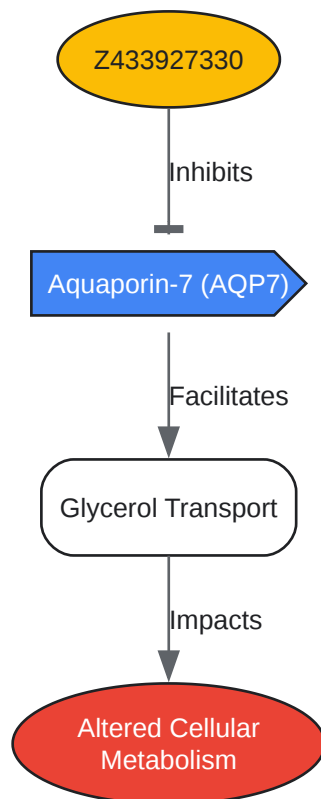 Z433927330
Inhibits
Aquaporin-7 (AQP7)
Facilitates
Glycerol Transport
Impacts
Altered Cellular
Metabolism